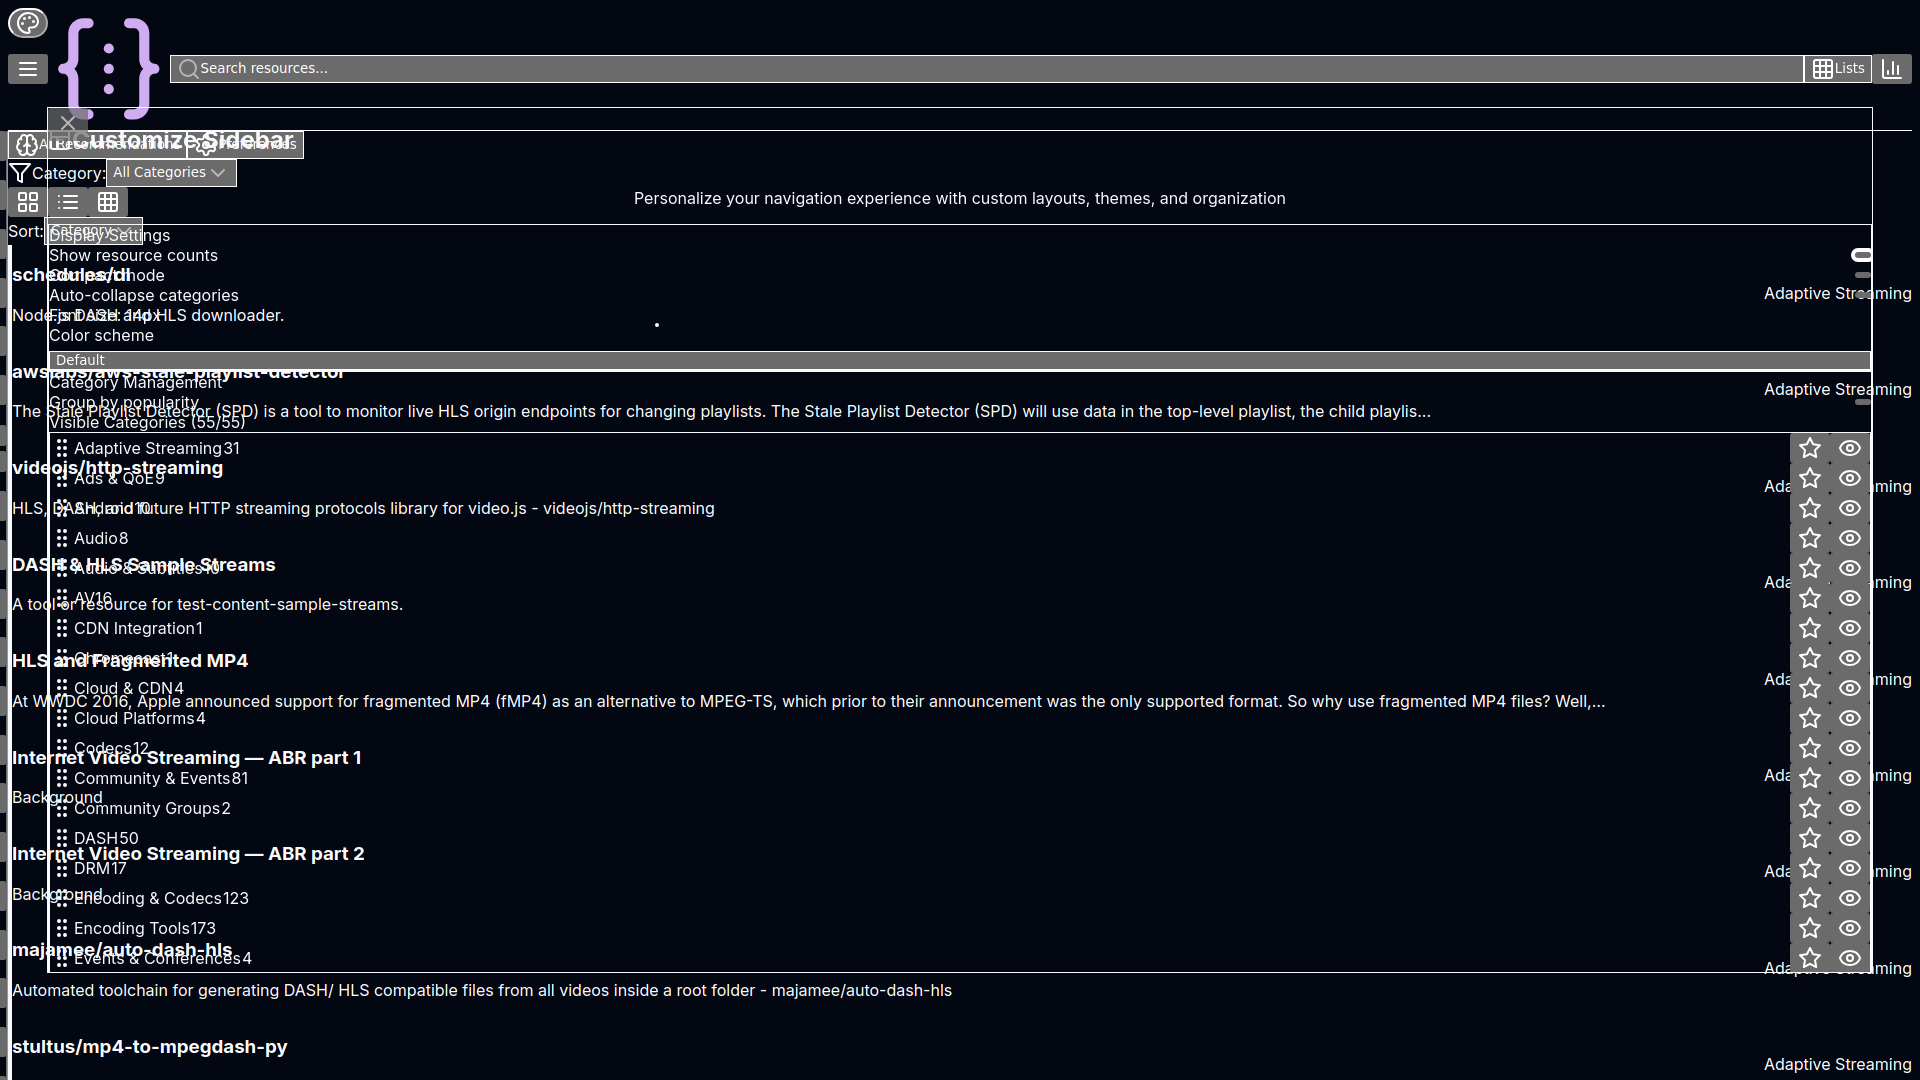 Search resources...
Lists
Customize Sidebar
AI Recommendations
Preferences
Category:
All Categories
Personalize your navigation experience with custom layouts, themes, and organization
Sort:
Category
Display Settings
Show resource counts
schedules/dl
Compact mode
Auto-collapse categories
Adaptive Streaming
Node.js DASH and HLS downloader.
Font size: 14px
Color scheme
Default
awslabs/aws-stale-playlist-detector
Category Management
Adaptive Streaming
Group by popularity
The Stale Playlist Detector (SPD) is a tool to monitor live HLS origin endpoints for changing playlists. The Stale Playlist Detector (SPD) will use data in the top-level playlist, the child playlis...
Visible Categories (55/55)
Adaptive Streaming31
videojs/http-streaming
Ads & QoE9
HLS, DASH, and future HTTP streaming protocols library for video.js - videojs/http-streaming
Android10
Audio8
DASH & HLS Sample Streams
Audio & Subtitles10
AV16
A tool or resource for test-content-sample-streams.
CDN Integration1
Chromecast1
HLS and Fragmented MP4
Cloud & CDN4
At WWDC 2016, Apple announced support for fragmented MP4 (fMP4) as an alternative to MPEG-TS, which prior to their announcement was the only supported format. So why use fragmented MP4 files? Well,...
Cloud Platforms4
Codecs12
Internet Video Streaming — ABR part 1
Community & Events81
Background
Community Groups2
DASH50
Internet Video Streaming — ABR part 2
DRM17
Background
Encoding & Codecs123
Encoding Tools173
majamee/auto-dash-hls
Events & Conferences4
Adaptive Streaming
Automated toolchain for generating DASH/ HLS compatible files from all videos inside a root folder - majamee/auto-dash-hls
stultus/mp4-to-mpegdash-py
Adaptive Streaming